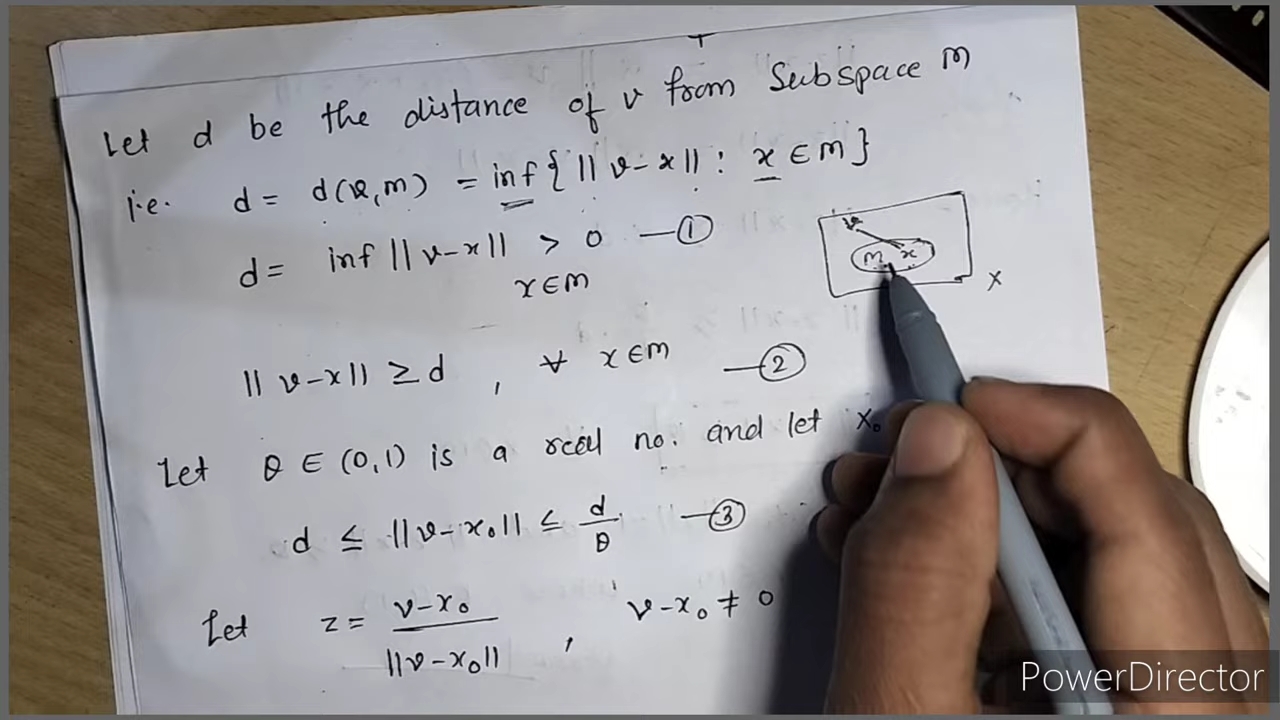 Let d be the distance of v from Subspace M
i.e. d = d(v,m) = inf{ ||v-x|| : x ∈ M}
d = inf ||v-x|| > 0 —①
x∈M
v
m x
X
||v-x|| ≥ d , ∀ x∈M —②
Let θ ∈ (0,1) is a real no. and let x₀
d ≤ ||v-x₀|| ≤ d/θ —③
Let z = v-x₀ / ||v-x₀|| , v-x₀ ≠ 0
PowerDirector